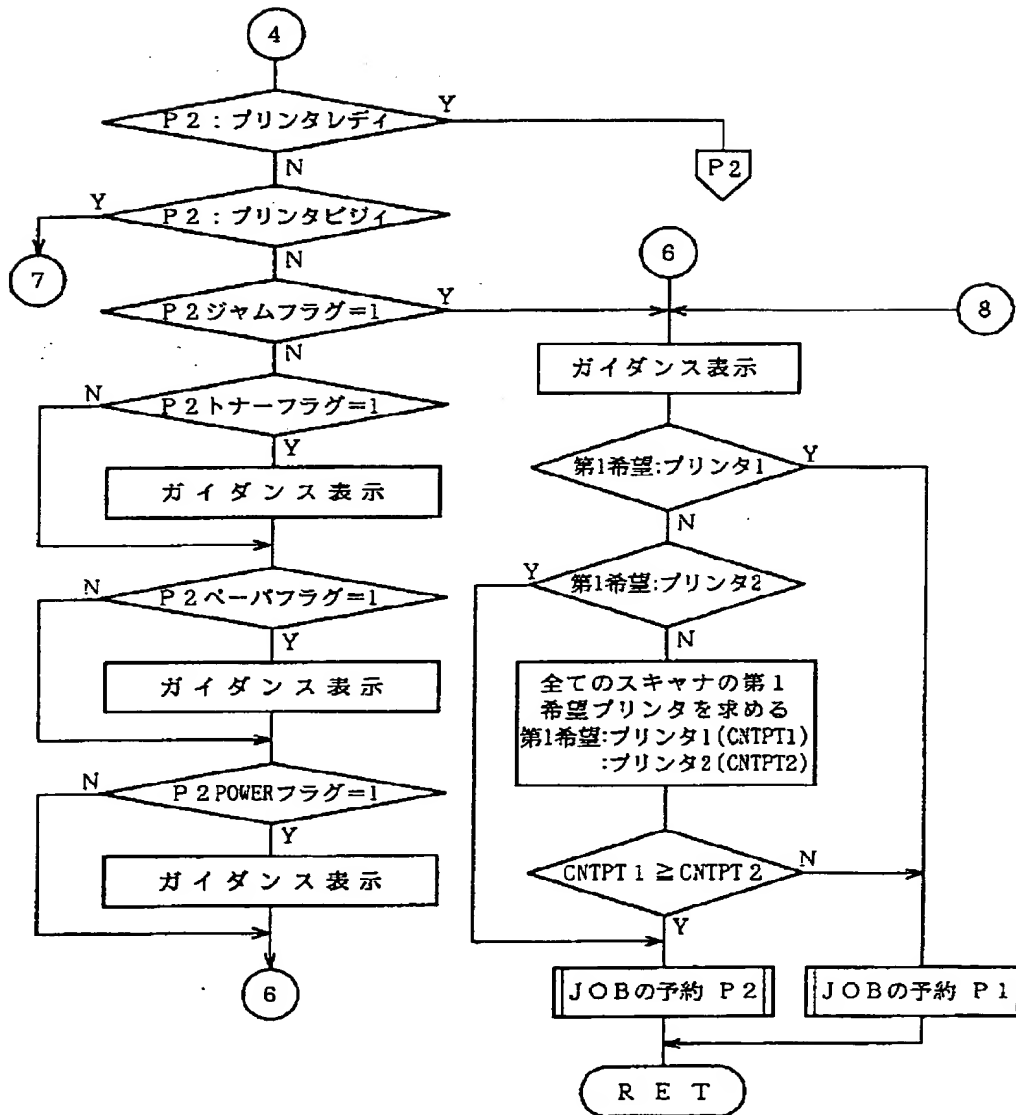 4
P2:プリンタレディ
Y
P2
N
P2:プリンタビジィ
Y
7
N
P2ジャムフラグ=1
Y
6
8
N
P2トナーフラグ=1
N
Y
ガイダンス表示
P2ペーパフラグ=1
N
Y
ガイダンス表示
P2POWERフラグ=1
N
Y
ガイダンス表示
6
ガイダンス表示
第1希望:プリンタ1
Y
N
第1希望:プリンタ2
Y
N
全てのスキャナの第1
希望プリンタを求める
第1希望:プリンタ1(CNTPT1)
:プリンタ2(CNTPT2)
CNTPT1≧CNTPT2
N
Y
JOBの予約 P2
JOBの予約 P1
RET